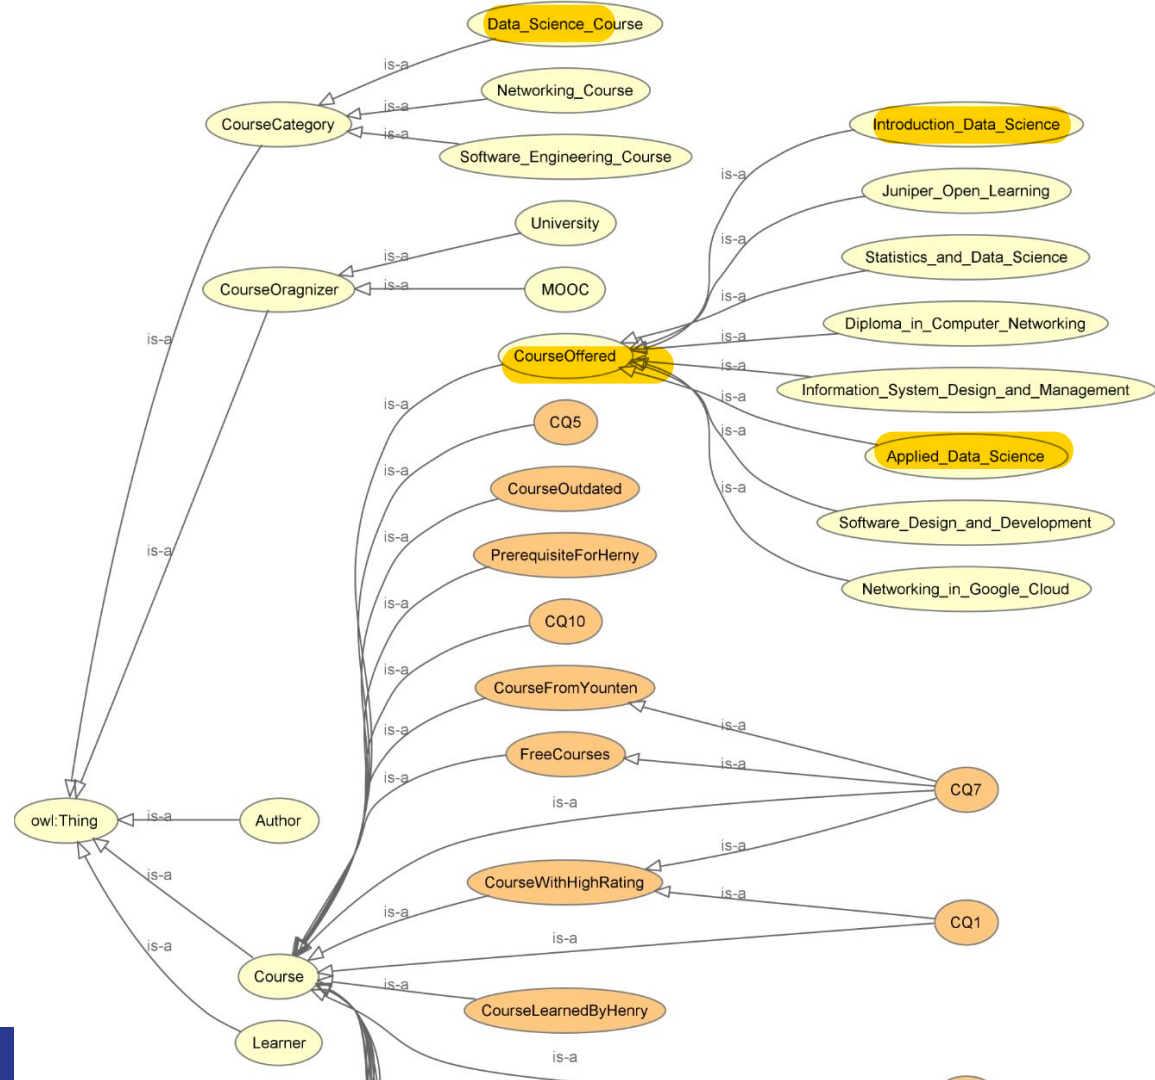 Data_Science_Course
is-a
Networking_Course
is-a
CourseCategory
is-a
Software_Engineering_Course
Introduction_Data_Science
is-a
Juniper_Open_Learning
University
is-a
is-a
Statistics_and_Data_Science
CourseOragnizer
is-a
MOOC
is-a
Diploma_in_Computer_Networking
is-a
is-a
CourseOffered
is-a
Information_System_Design_and_Management
is-a
is-a
CQ5
is-a
Applied_Data_Science
is-a
CourseOutdated
is-a
Software_Design_and_Development
is-a
is-a
PrerequisiteForHerny
Networking_in_Google_Cloud
is-a
CQ10
is-a
CourseFromYounten
is-a
is-a
FreeCourses
is-a
is-a
CQ7
is-a
owl:Thing
is-a
Author
is-a
is-a
CourseWithHighRating
is-a
is-a
CQ1
is-a
is-a
Course
is-a
CourseLearnedByHenry
Learner
is-a